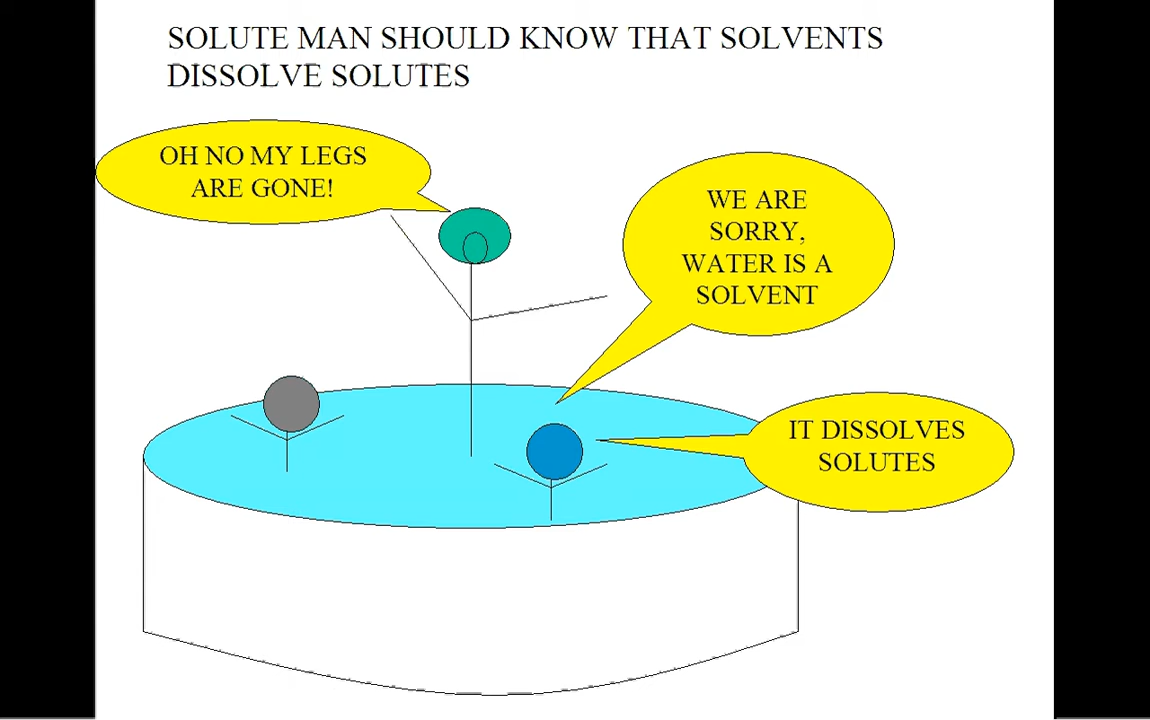 SOLUTE MAN SHOULD KNOW THAT SOLVENTS
DISSOLVE SOLUTES
OH NO MY LEGS
ARE GONE!
WE ARE
SORRY,
WATER IS A
SOLVENT
IT DISSOLVES
SOLUTES